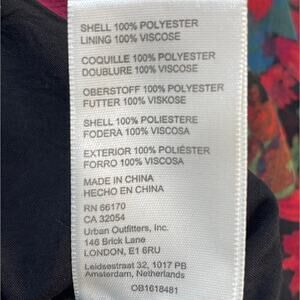 SHELL 100% POLYESTER
LINING 100% VISCOSE
COQUILLE 100% POLYESTER
DOUBLURE 100% VISCOSE
OBERSTOFF 100% POLYESTER
FUTTER 100% VISKOSE
SHELL 100% POLIESTERE
FODERA 100% VISCOSA
EXTERIOR 100% POLIÉSTER
FORRO 100% VISCOSA
MADE IN CHINA
HECHO EN CHINA
RN 66170
CA 32054
Urban Outfitters, Inc.
146 Brick Lane
LONDON, E1 6RU
Leidsestraat 32, 1017 PB
Amsterdam, Netherlands
OB1618481